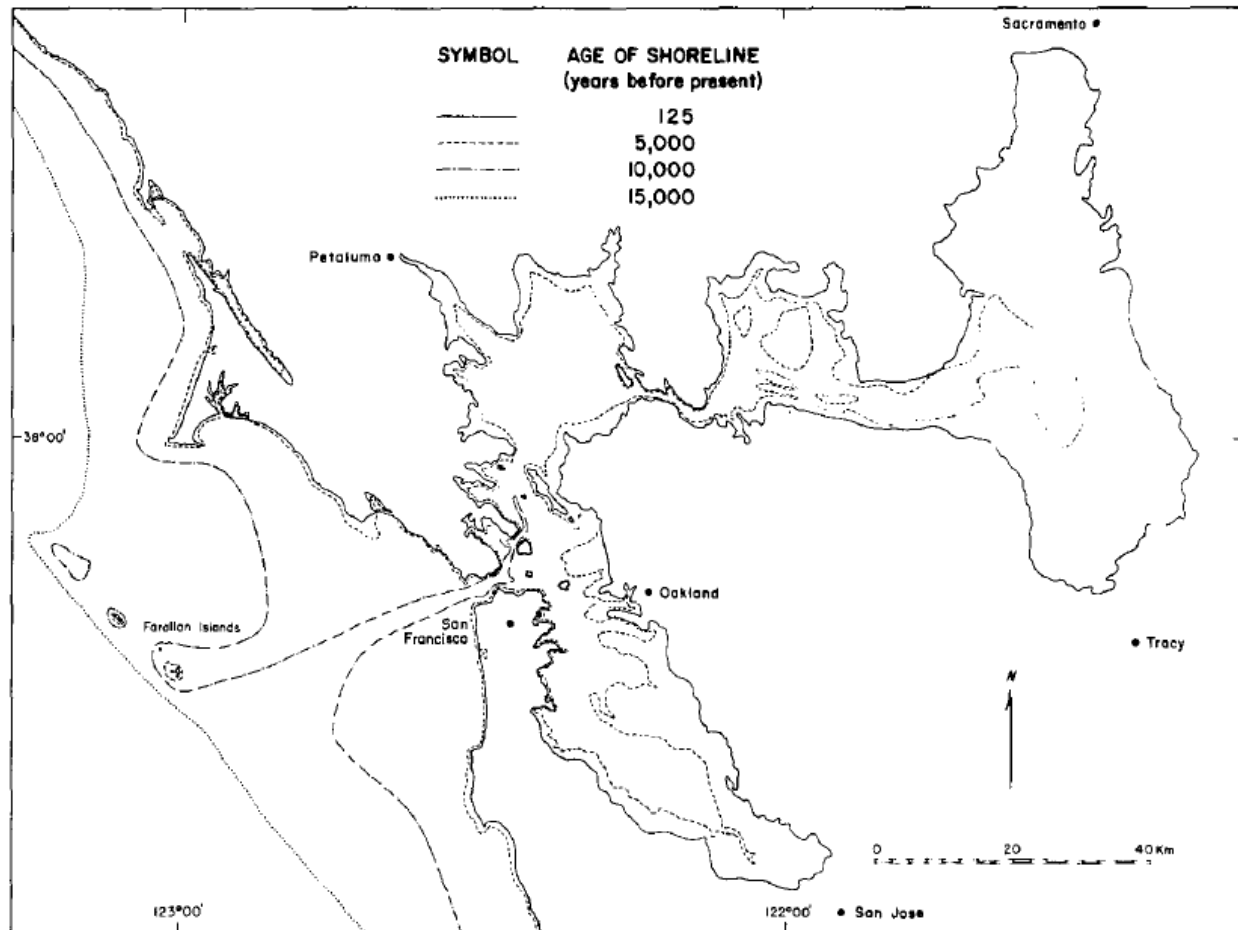 Sacramento
SYMBOL AGE OF SHORELINE
(years before present)
125
5,000
10,000
15,000
Petaluma
38°00'
Oakland
San
Francisco
Farallon Islands
Tracy
N
0 20 40 Km
123°00' 122°00'
San Jose